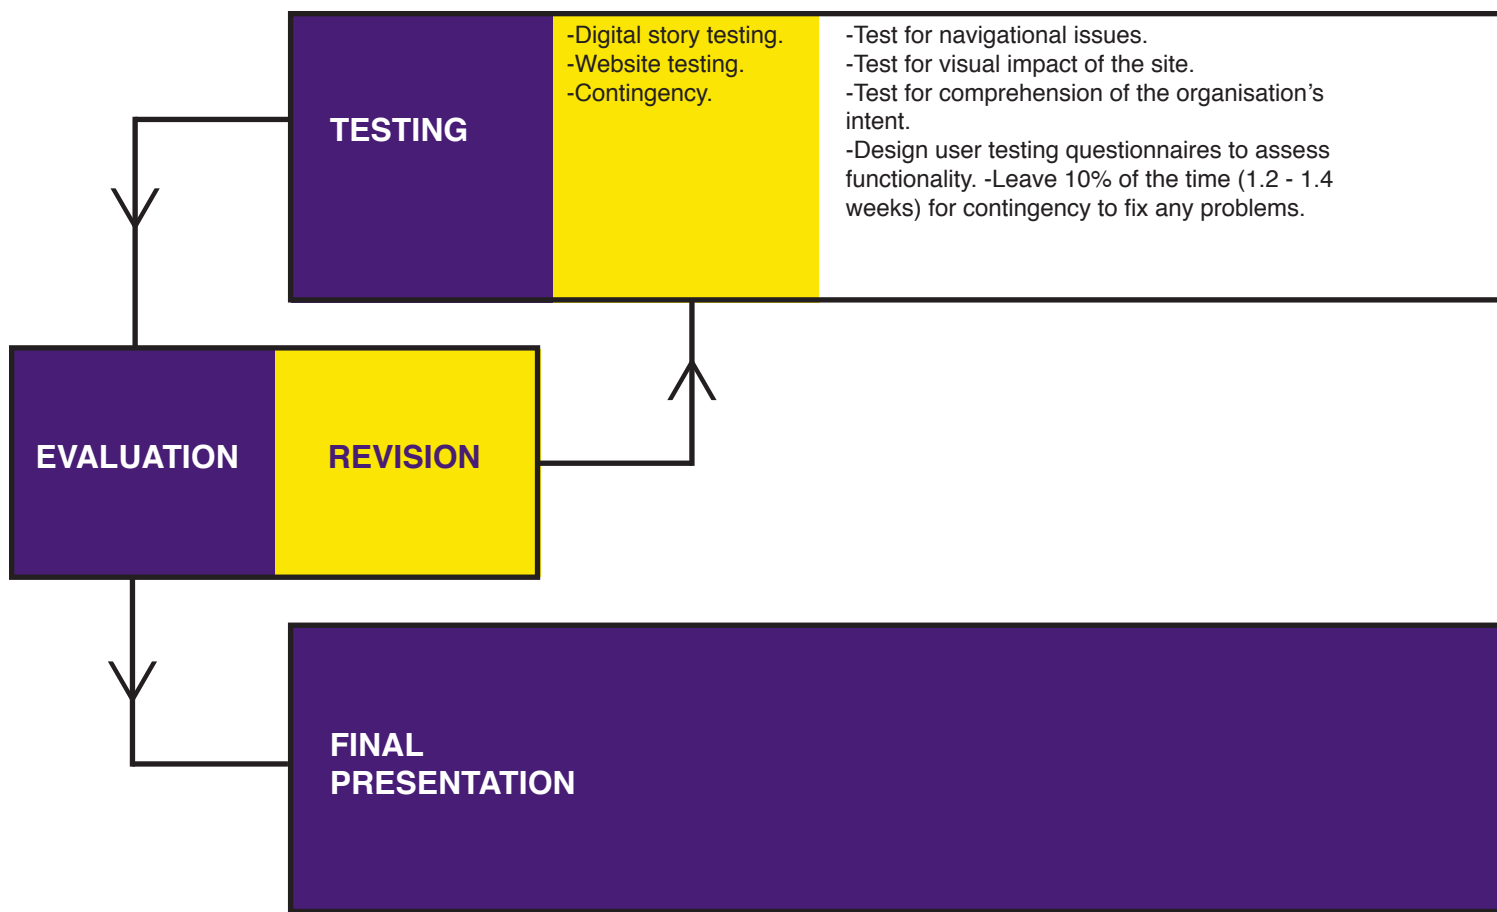 TESTING
-Digital story testing.
-Website testing.
-Contingency.
-Test for navigational issues.
-Test for visual impact of the site.
-Test for comprehension of the organisation’s
intent.
-Design user testing questionnaires to assess
functionality. -Leave 10% of the time (1.2 - 1.4
weeks) for contingency to fix any problems.
EVALUATION
REVISION
FINAL
PRESENTATION